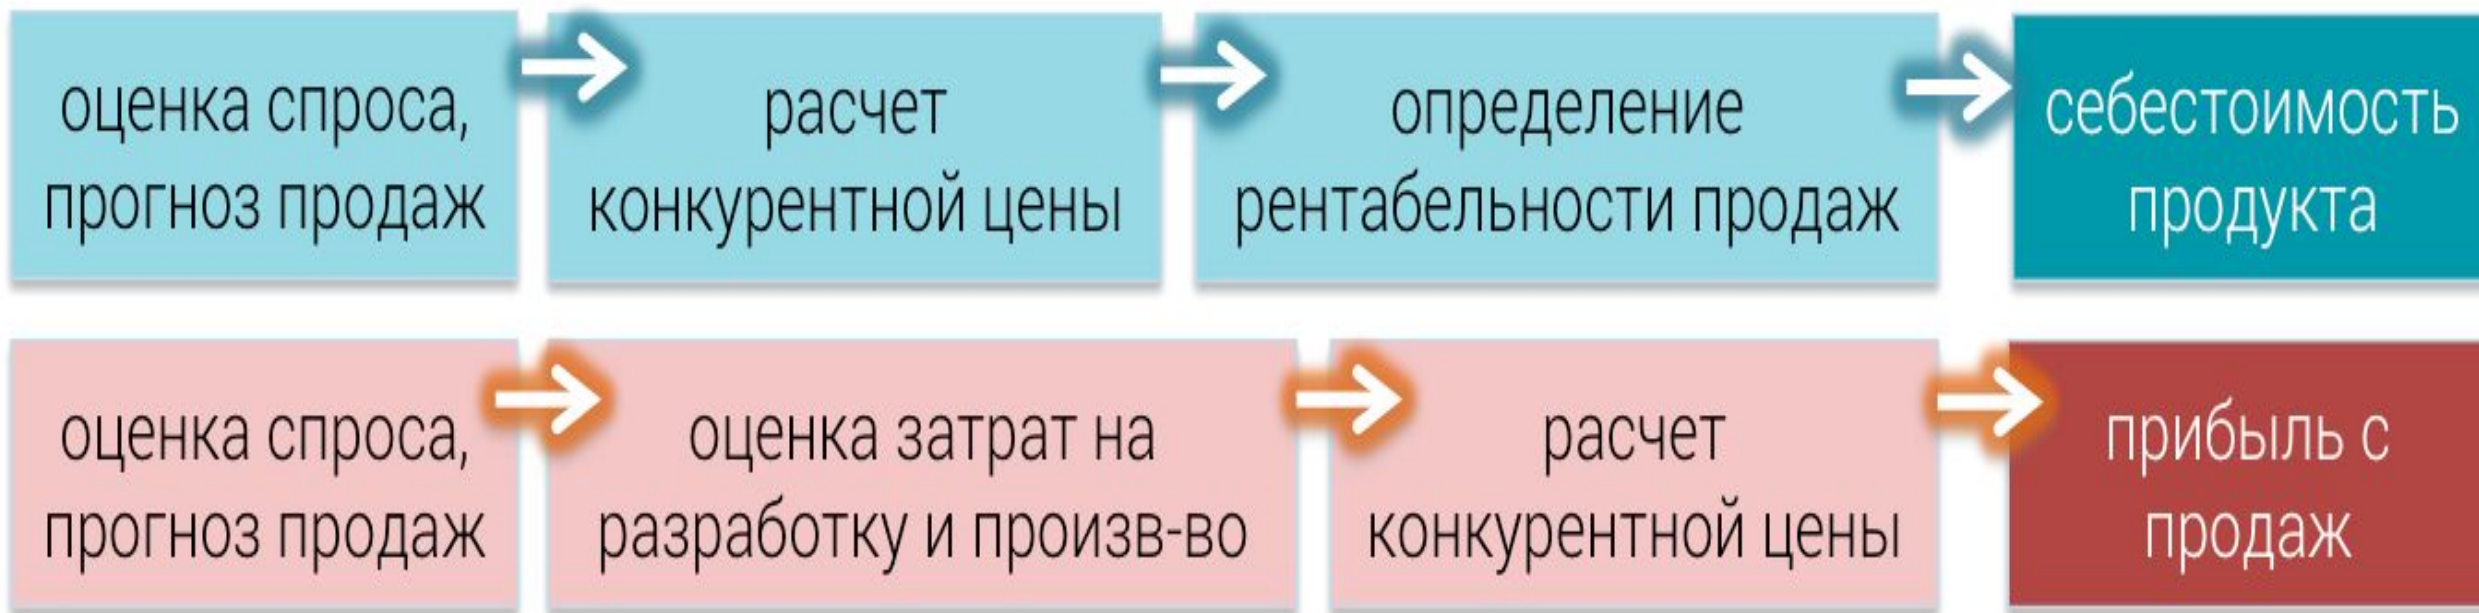 оценка спроса,
прогноз продаж
расчет
конкурентной цены
определение
рентабельности продаж
себестоимость
продукта
оценка спроса,
прогноз продаж
оценка затрат на
разработку и произв-во
расчет
конкурентной цены
прибыль с
продаж